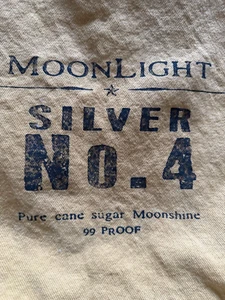 MOONLIGHT
SILVER
No.4
Pure cane sugar Moonshine
99 PROOF